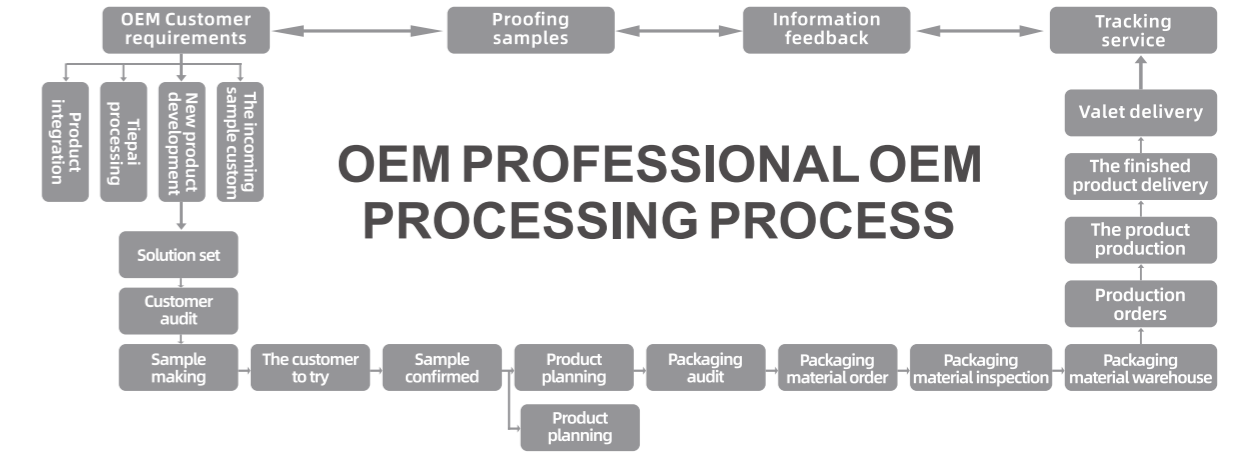 OEM Customer
requirements
Proofing
samples
Information
feedback
Tracking
service
Product
integration
Tiepai
processing
New product
development
The incoming
sample custom
OEM PROFESSIONAL OEM
PROCESSING PROCESS
Valet delivery
The finished
product delivery
The product
production
Production
orders
Solution set
Customer
audit
Sample
making
The customer
to try
Sample
confirmed
Product
planning
Packaging
audit
Packaging
material order
Packaging
material inspection
Packaging
material warehouse
Product
planning